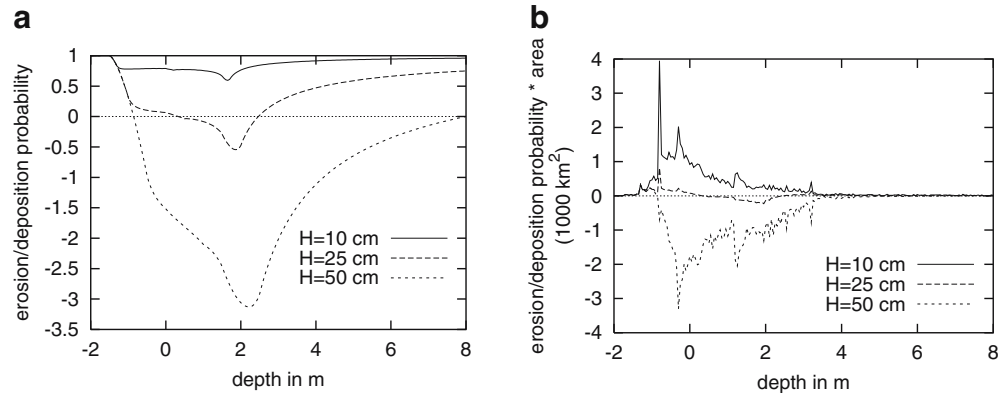 a
1
0.5
0
-0.5
-1
-1.5
-2
-2.5
-3
-3.5
-2
0
2
4
6
8
erosion/deposition probability
depth in m
H=10 cm
H=25 cm
H=50 cm
b
4
3
2
1
0
-1
-2
-3
-4
-2
0
2
4
6
8
erosion/deposition probability * area
(1000 km²)
depth in m
H=10 cm
H=25 cm
H=50 cm